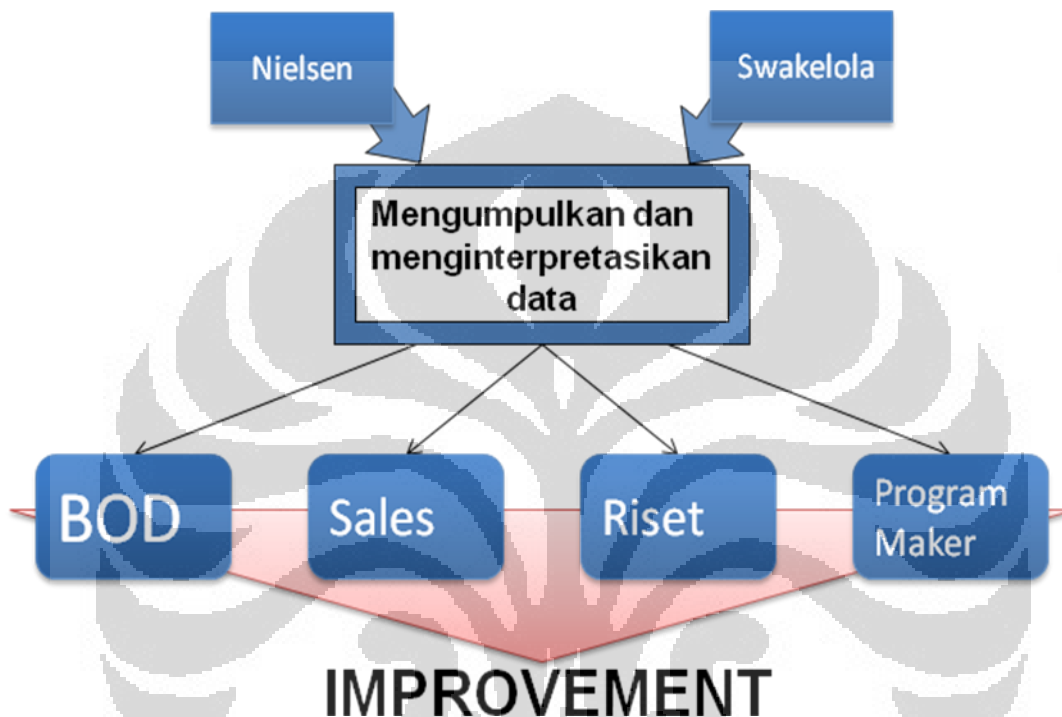 Nielsen
Swakelola
Mengumpulkan dan
menginterpretasikan
data
BOD
Sales
Riset
Program
Maker
IMPROVEMENT